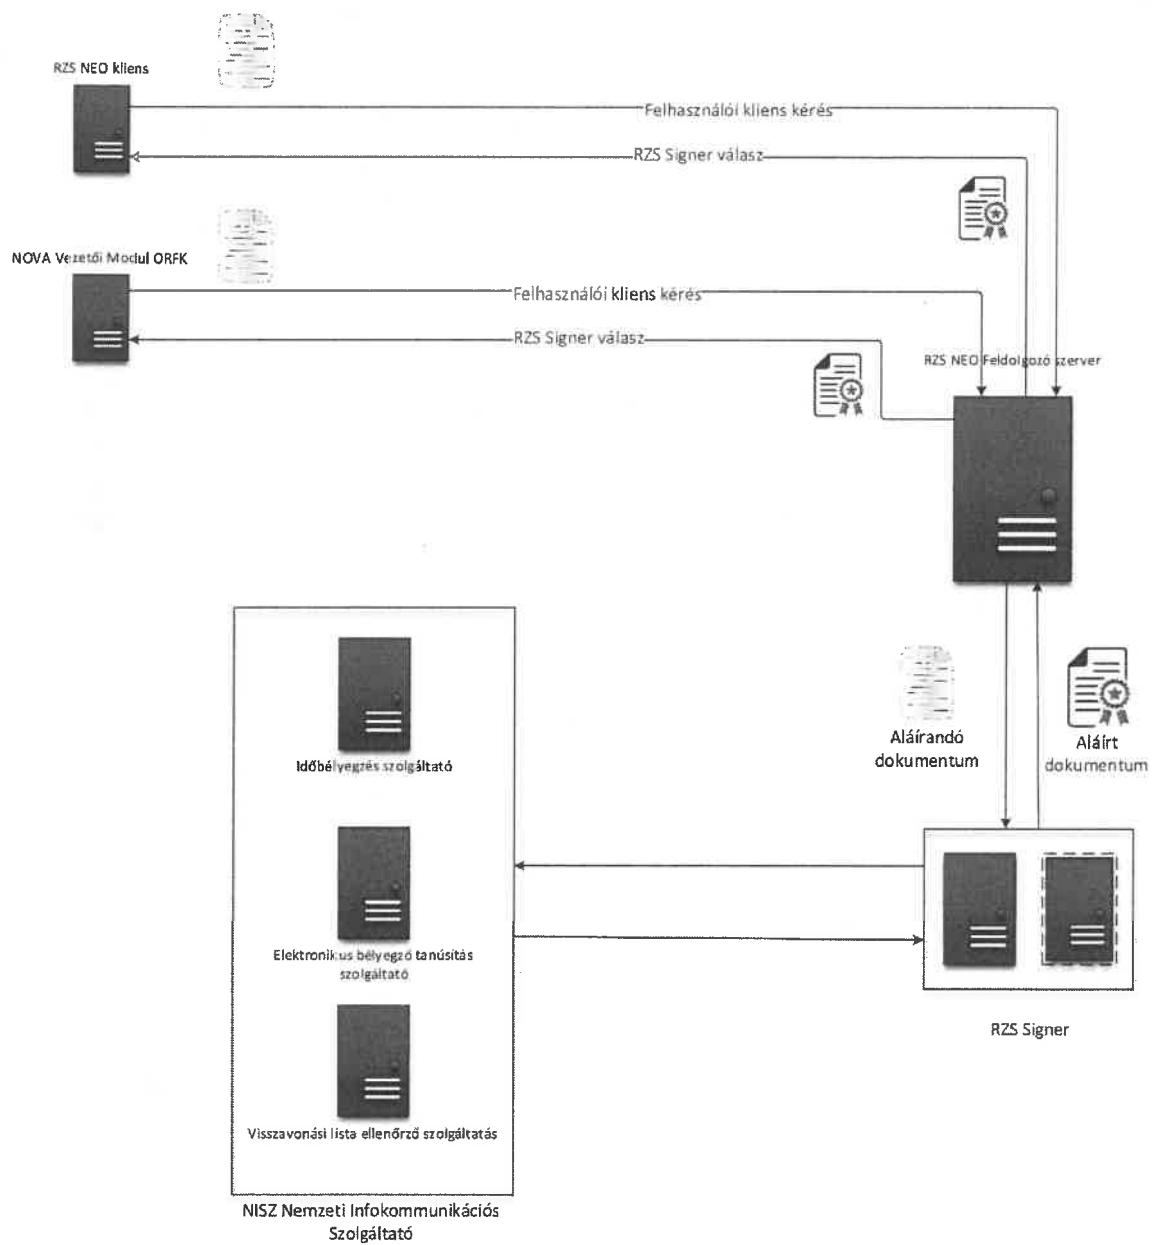 RZS NEO kliens
Felhasználói kliens kérés
RZS Signer válasz
NOVA Vezetői Modul ORFK
Felhasználói kliens kérés
RZS Signer válasz
RZS NEO Feldolgozó szerver
Aláírandó
dokumentum
Aláírt
dokumentum
Időbélyegzés szolgáltató
Elektronikus bélyegző tanúsítás
szolgáltató
RZS Signer
Visszavonási lista ellenőrző szolgáltatás
NISZ Nemzeti Infokommunikációs
Szolgáltató